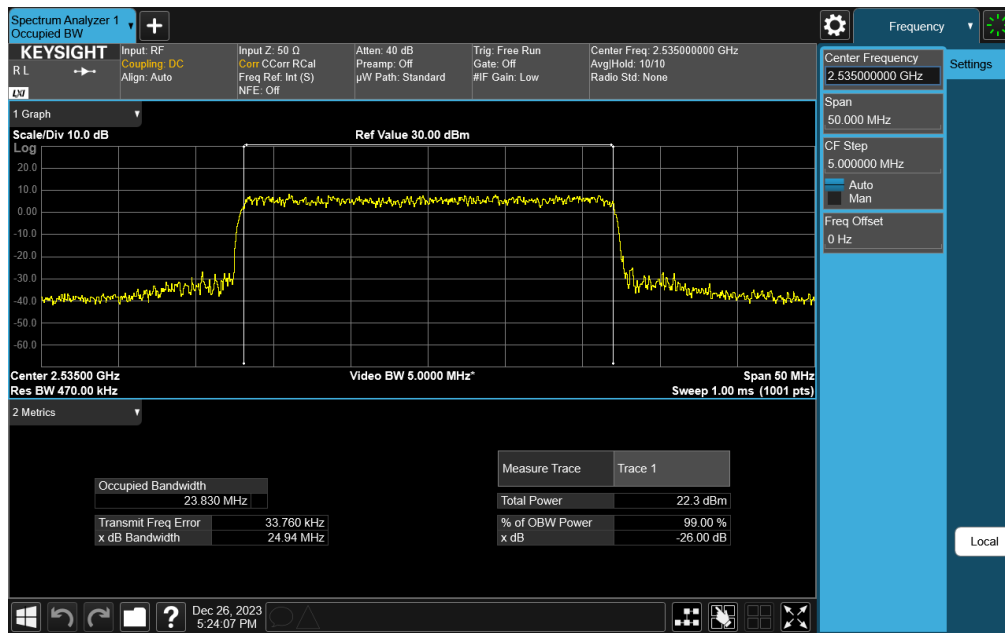 Spectrum Analyzer 1
Occupied BW
Frequency
KEYSIGHT
R L
LXI
Input: RF
Coupling: DC
Align: Auto
Input Z: 50 Ω
Corr CCorr RCal
Freq Ref: Int (S)
NFE: Off
Atten: 40 dB
Preamp: Off
µW Path: Standard
Trig: Free Run
Gate: Off
#IF Gain: Low
Center Freq: 2.535000000 GHz
Avg|Hold: 10/10
Radio Std: None
Center Frequency
2.535000000 GHz
Settings
Span
50.000 MHz
CF Step
5.000000 MHz
Auto
Man
Freq Offset
0 Hz
Local
1 Graph
Scale/Div 10.0 dB
Ref Value 30.00 dBm
Log
20.0
10.0
0.00
-10.0
-20.0
-30.0
-40.0
-50.0
-60.0
Center 2.53500 GHz
Video BW 5.0000 MHz*
Span 50 MHz
Res BW 470.00 kHz
Sweep 1.00 ms (1001 pts)
2 Metrics
Occupied Bandwidth
23.830 MHz
Transmit Freq Error 33.760 kHz
x dB Bandwidth 24.94 MHz
Measure Trace Trace 1
Total Power 22.3 dBm
% of OBW Power 99.00 %
x dB -26.00 dB
?
Dec 26, 2023
5:24:07 PM